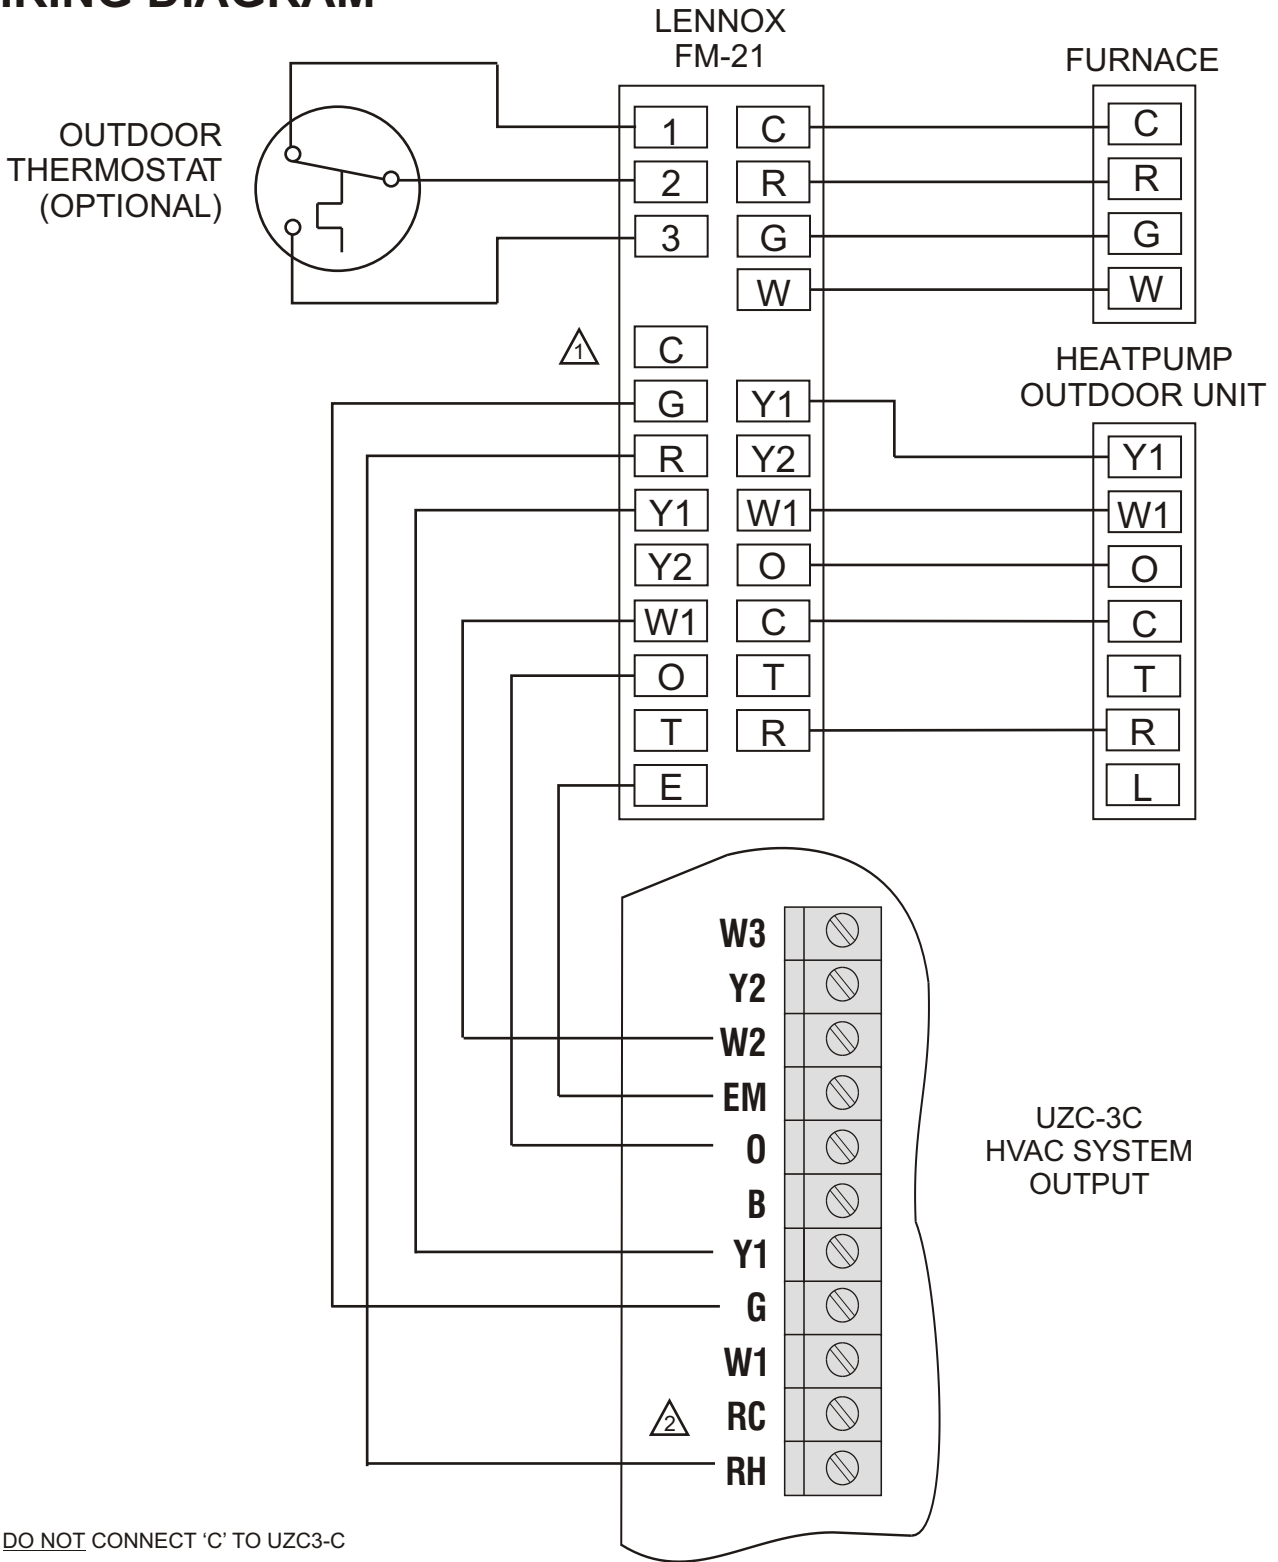 DIAGRAM
LENNOX
FM-21
FURNACE
OUTDOOR
THERMOSTAT
(OPTIONAL)
1 C
2 R
3 G
W
C
R
G
W
HEATPUMP
OUTDOOR UNIT
1
C
G Y1
R Y2
Y1 W1
Y2 O
W1 C
O T
T R
E
Y1
W1
O
C
T
R
L
W3
Y2
W2
EM
O
B
Y1
G
W1
2 RC
RH
UZC-3C
HVAC SYSTEM
OUTPUT
DO NOT CONNECT ‘C’ TO UZC3-C